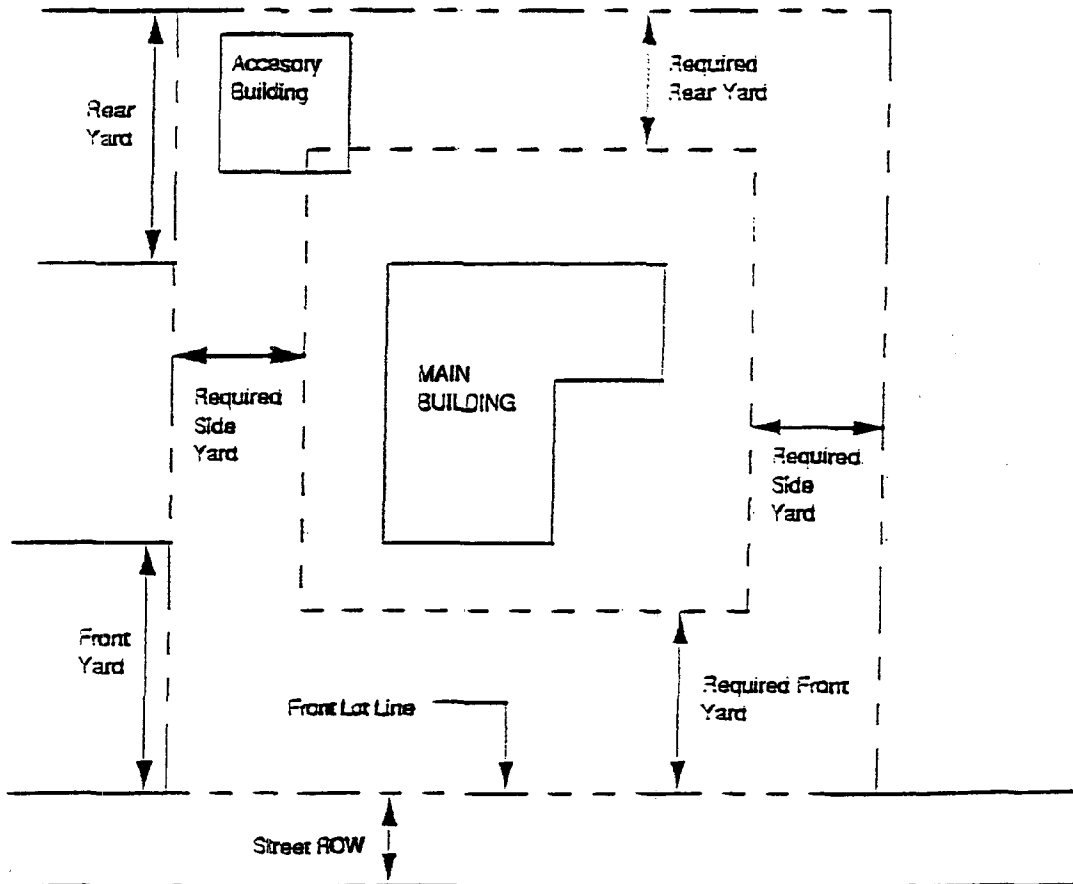 Accesory
Building
Required
Rear Yard
Rear
Yard
MAIN
BUILDING
Required
Side
Yard
Required
Side
Yard
Front
Yard
Required Front
Yard
Front Lot Line
Street ROW